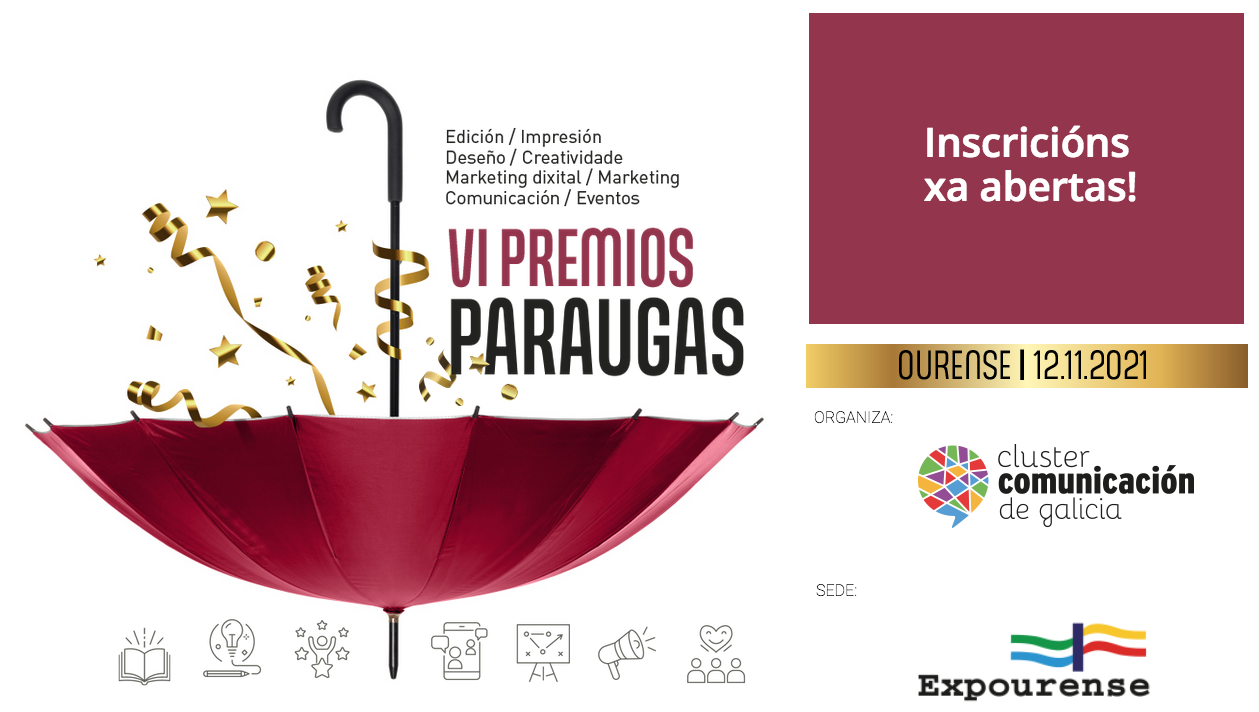 Edición / Impresión
Deseño / Creatividade
Marketing dixital / Marketing
Comunicación / Eventos
VI PREMIOS
PARAUGAS
Inscricións
xa abertas!
OURENSE | 12.11.2021
ORGANIZA:
cluster
comunicación
de galicia
SEDE:
Expourense